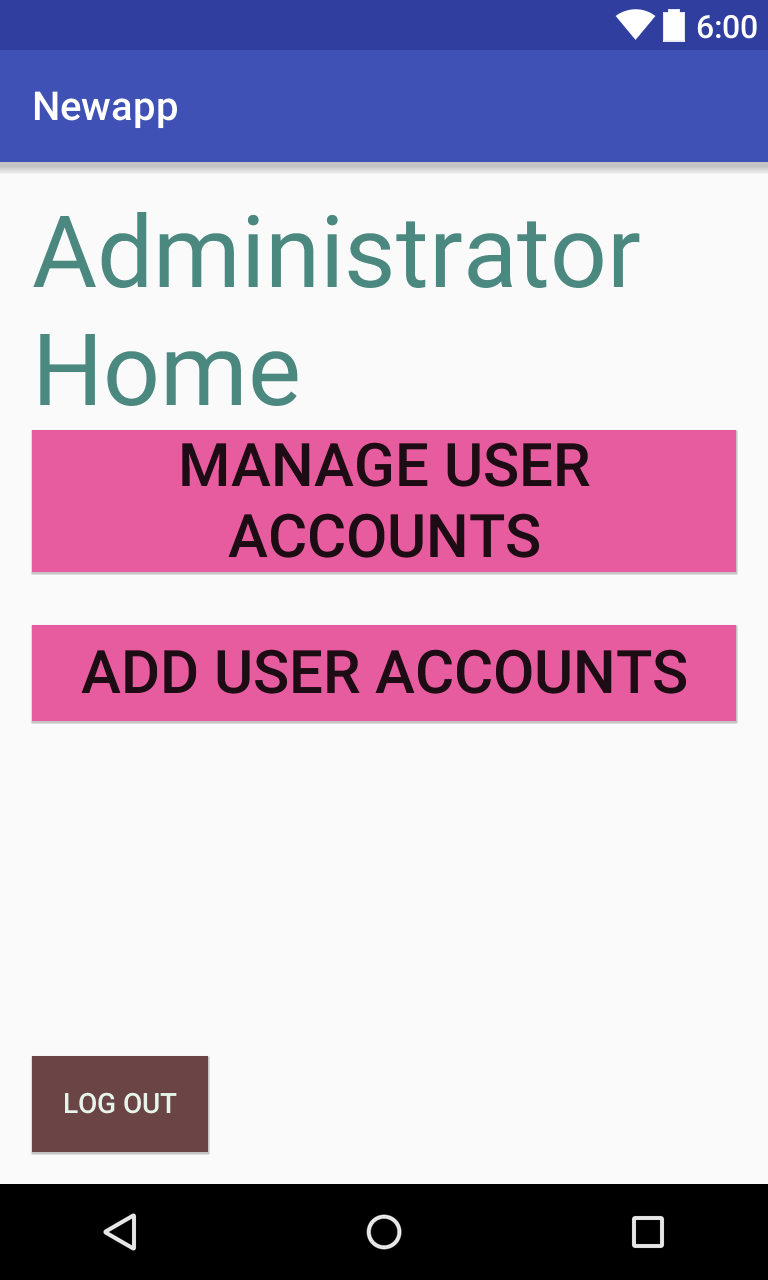 6:00
Newapp
Administrator
Home
MANAGE USER
ACCOUNTS
ADD USER ACCOUNTS
LOG OUT